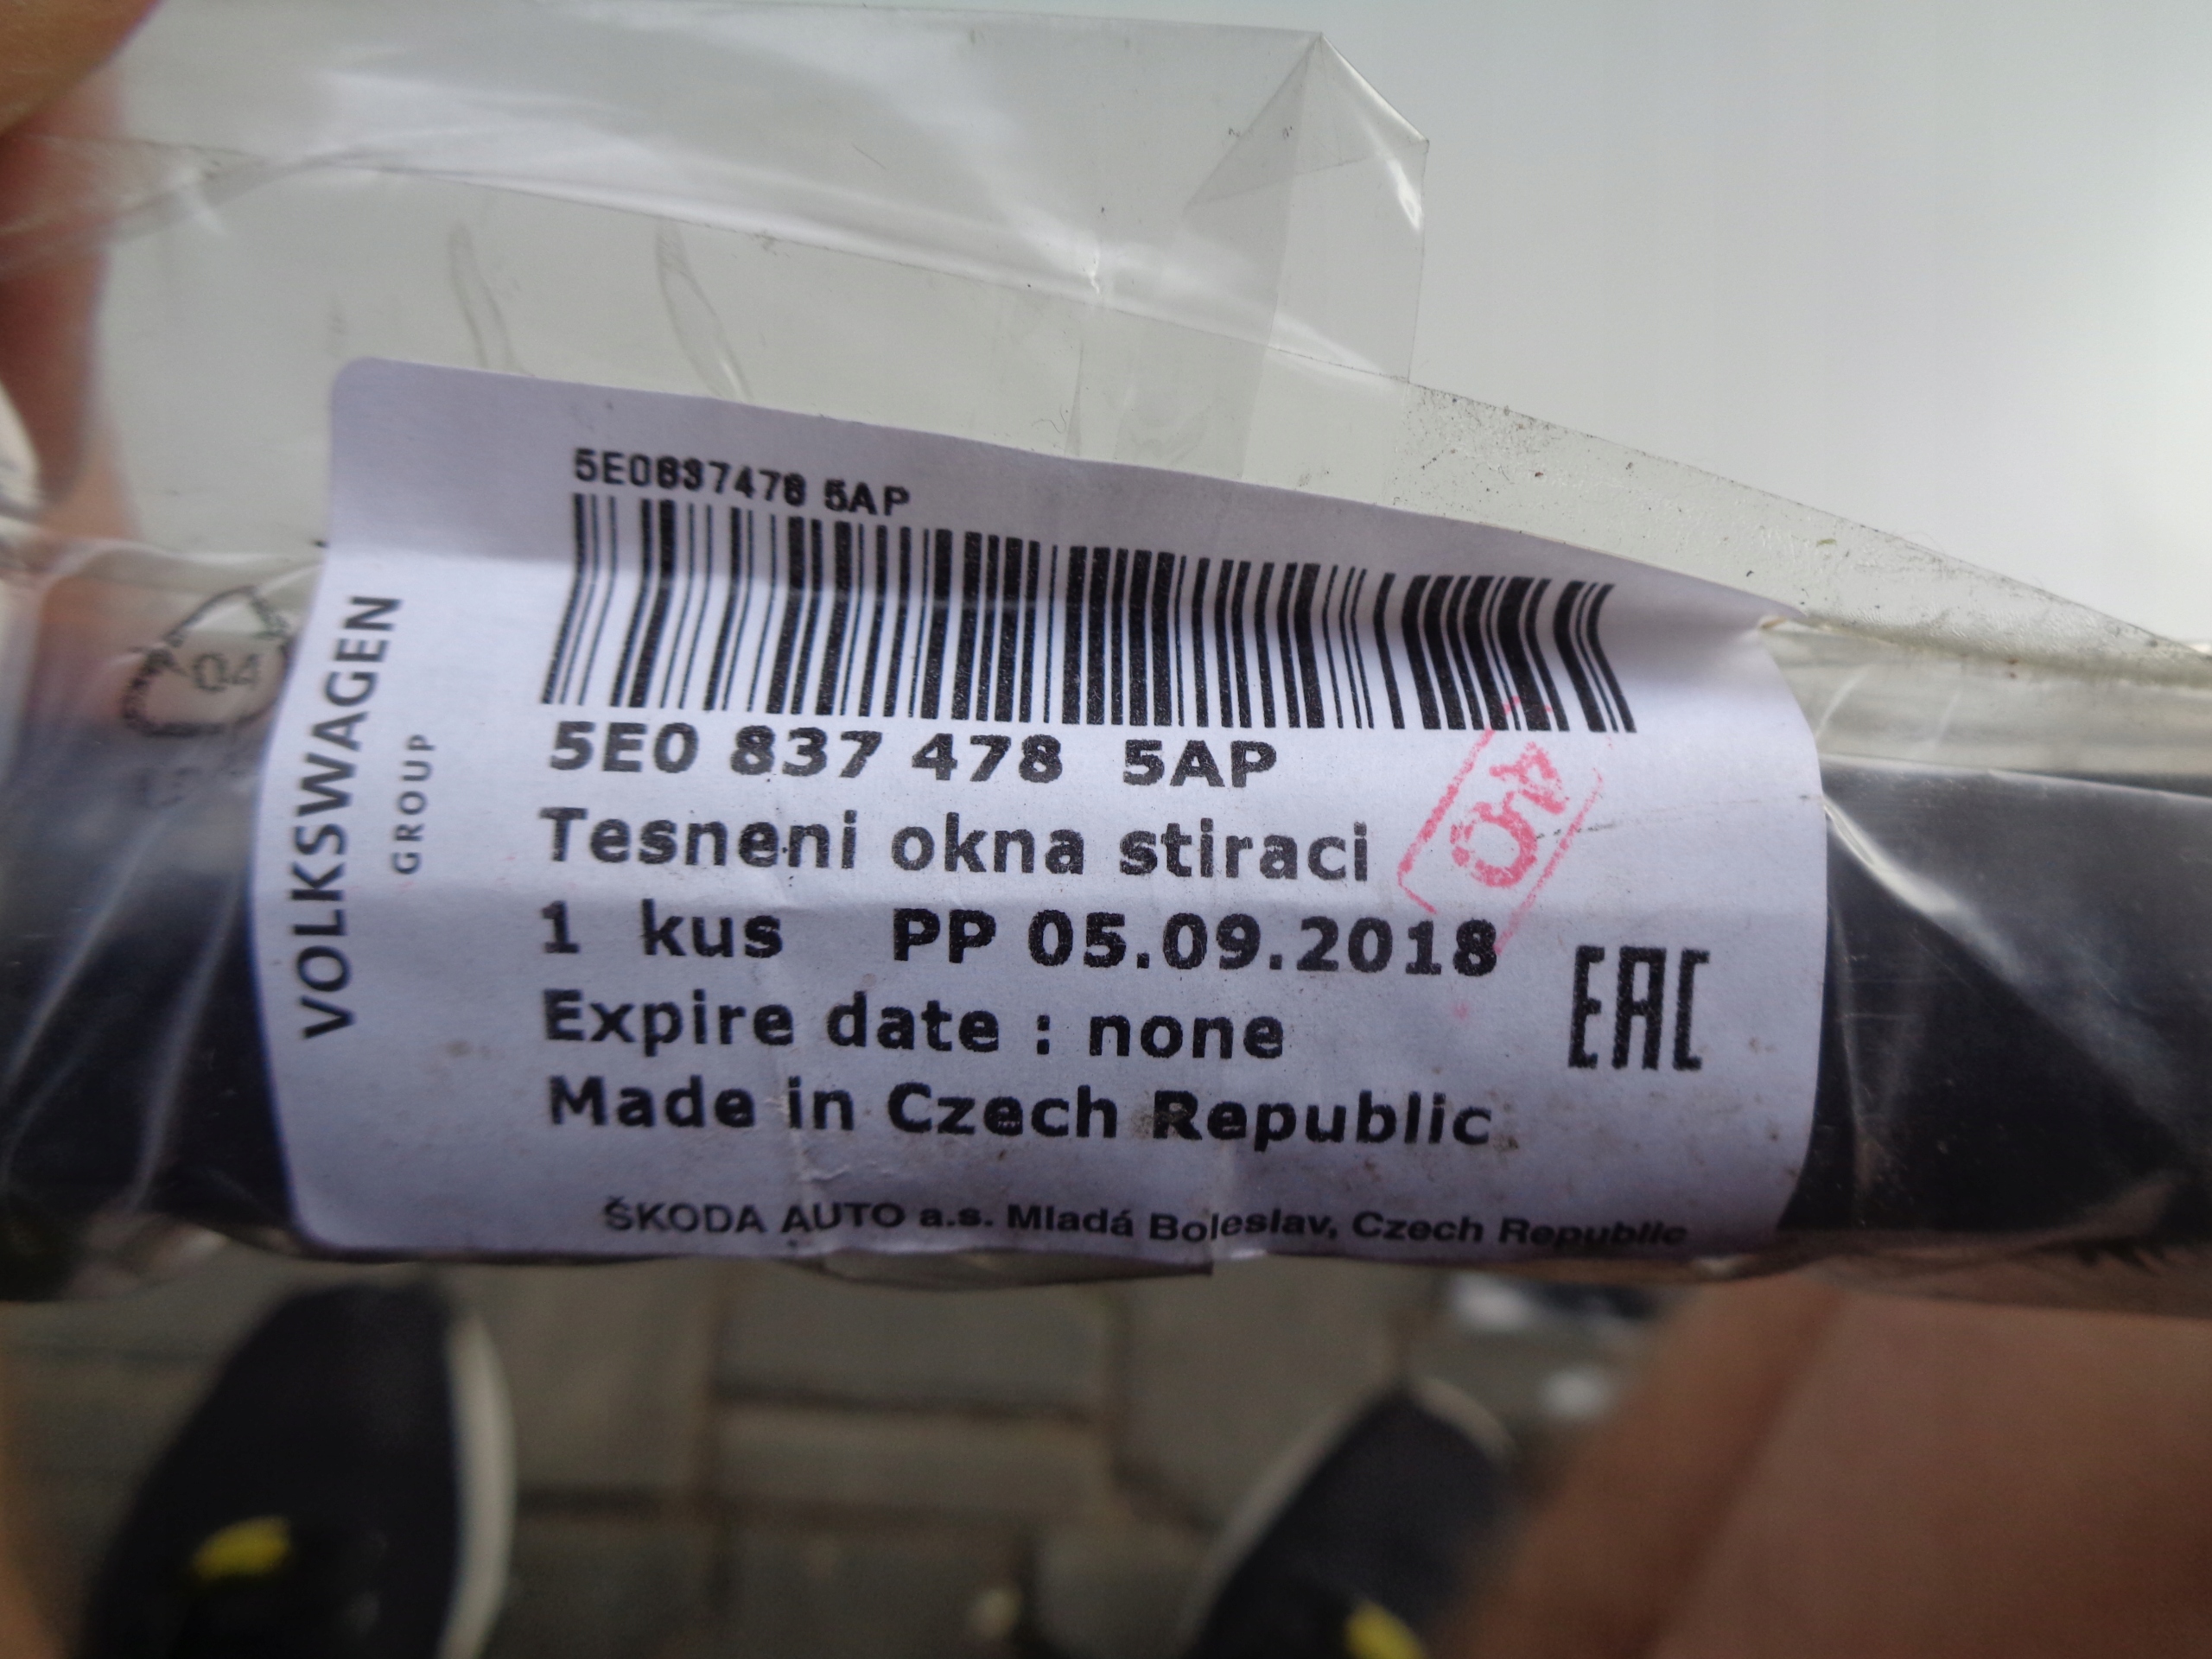 5E0837478 5AP
VOLKSWAGEN
GROUP
04
5E0 837 478 5AP
Tesneni okna stiraci
1 kus PP 05.09.2018
Expire date : none
EAC
Made in Czech Republic
ŠKODA AUTO a.s. Mladá Boleslav, Czech Republic